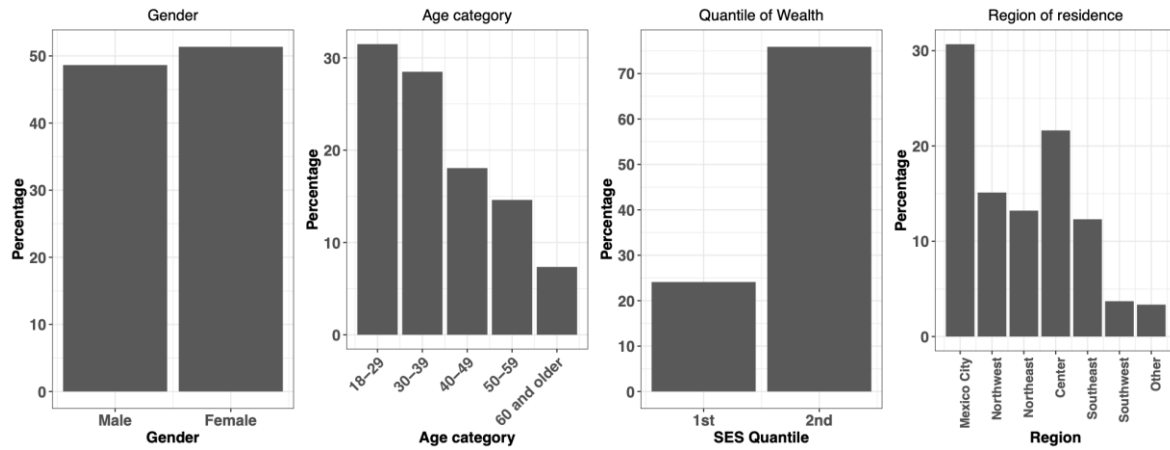 Gender
Percentage
50
40
30
20
10
0
Male Female
Gender
Age category
Percentage
30
20
10
0
18–29 30–39 40–49 50–59 60 and older
Age category
Quantile of Wealth
Percentage
70
60
50
40
30
20
10
0
1st 2nd
SES Quantile
Region of residence
Percentage
30
20
10
0
Mexico City Northwest Northeast Center Southeast Southwest Other
Region